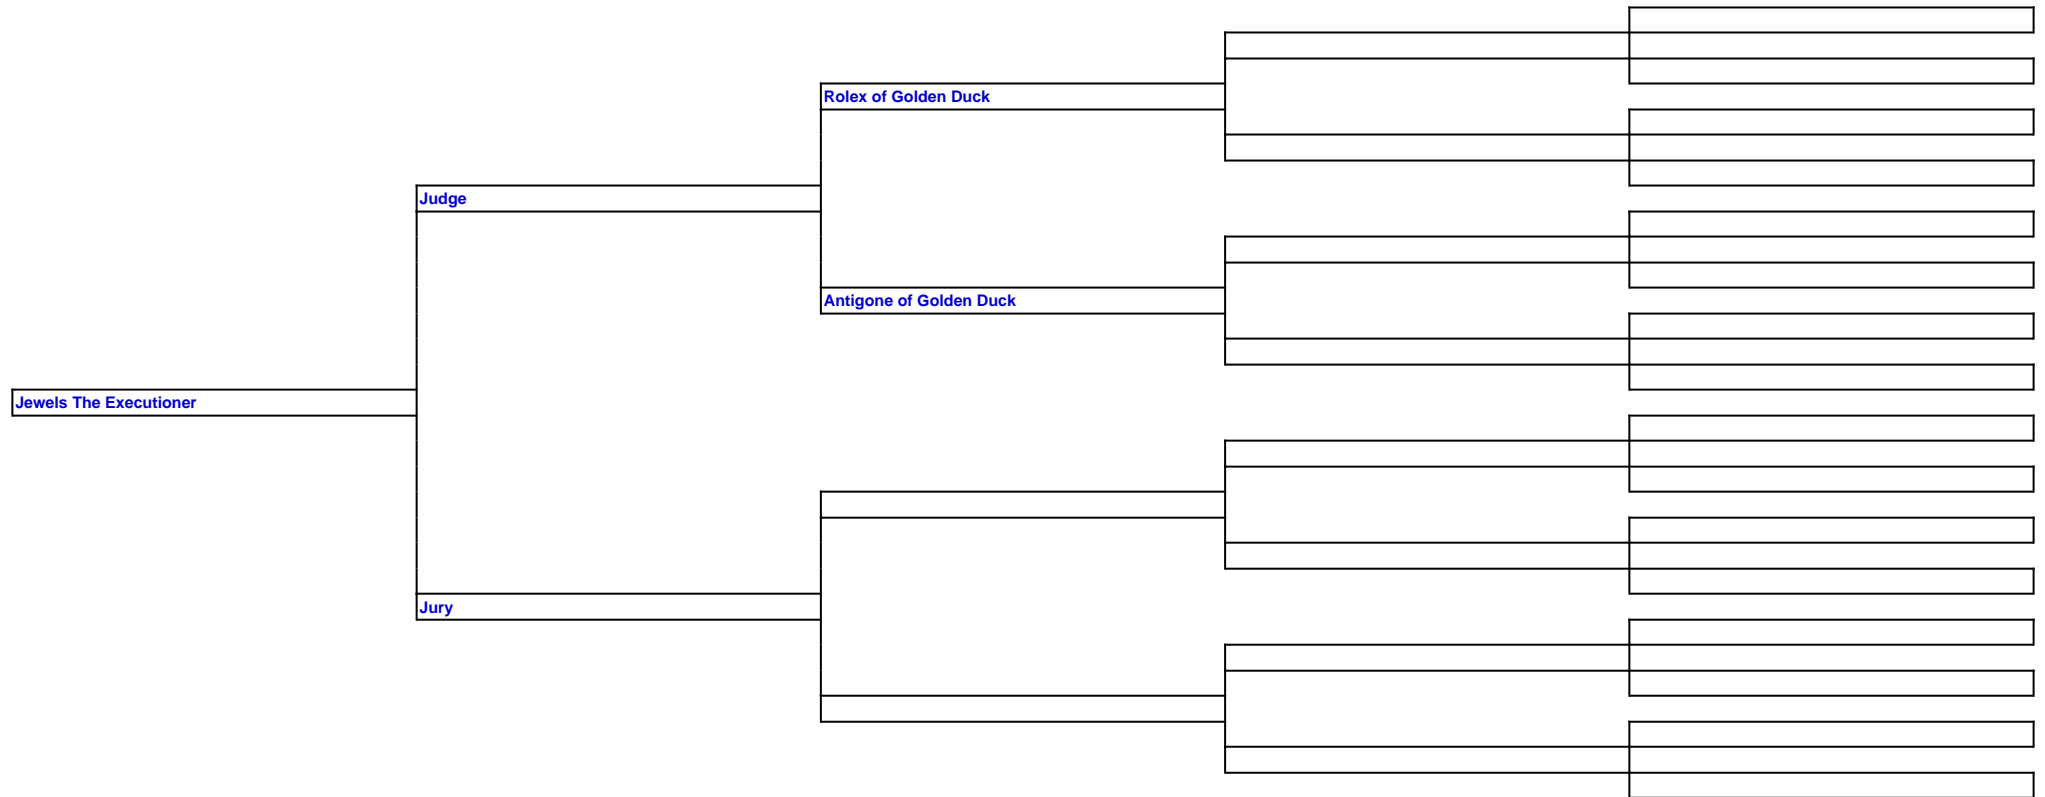 Rolex of Golden Duck
Judge
Antigone of Golden Duck
Jewels The Executioner
Jury